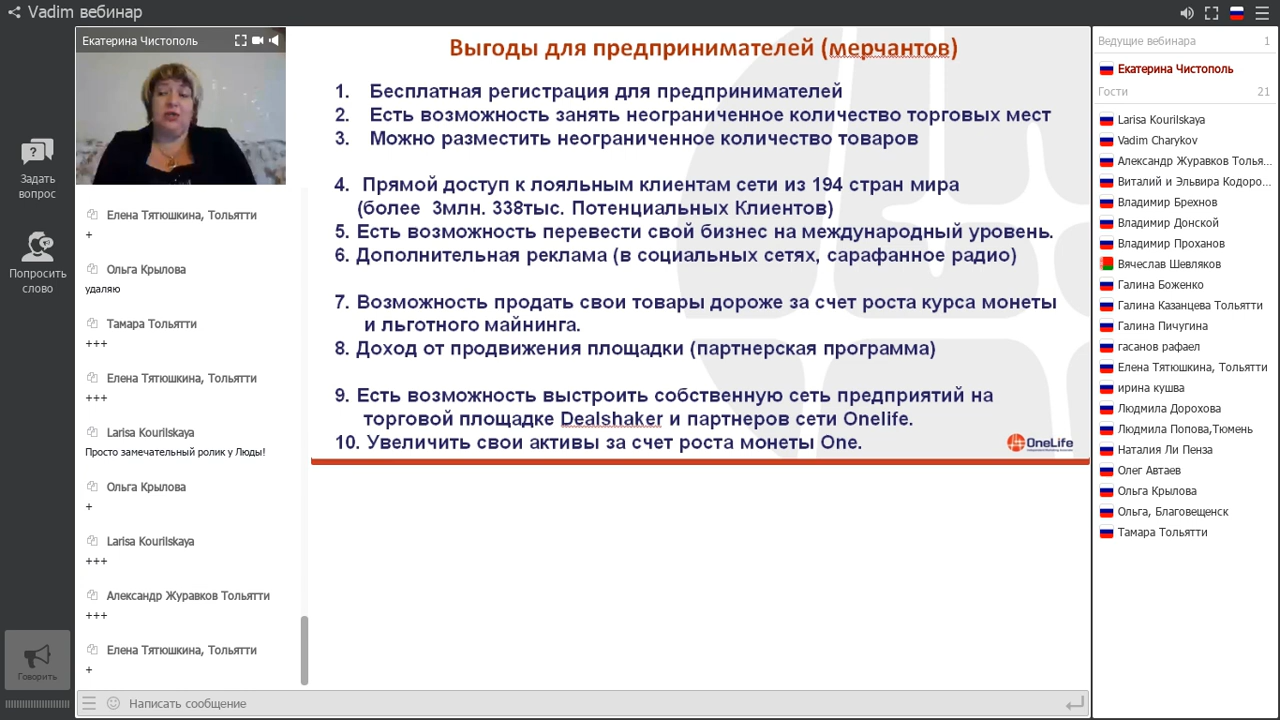 Vadim вебинар
Екатерина Чистополь
Задать
вопрос
Попросить
слово
Говорить
Елена Тятюшкина, Тольятти
+
Ольга Крылова
удаляю
Тамара Тольятти
+++
Елена Тятюшкина, Тольятти
+++
Larisa Kourilskaya
Просто замечательный ролик у Люды!
Ольга Крылова
+
Larisa Kourilskaya
+++
Александр Журавков Тольятти
+++
Елена Тятюшкина, Тольятти
+
Написать сообщение
Выгоды для предпринимателей (мерчантов)
1. Бесплатная регистрация для предпринимателей
2. Есть возможность занять неограниченное количество торговых мест
3. Можно разместить неограниченное количество товаров
4. Прямой доступ к лояльным клиентам сети из 194 стран мира
(более 3млн. 338тыс. Потенциальных Клиентов)
5. Есть возможность перевести свой бизнес на международный уровень.
6. Дополнительная реклама (в социальных сетях, сарафанное радио)
7. Возможность продать свои товары дороже за счет роста курса монеты
и льготного майнинга.
8. Доход от продвижения площадки (партнерская программа)
9. Есть возможность выстроить собственную сеть предприятий на
торговой площадке Dealshaker и партнеров сети Onelife.
10. Увеличить свои активы за счет роста монеты One.
OneLife
Ведущие вебинара 1
Екатерина Чистополь
Гости 21
Larisa Kourilskaya
Vadim Charykov
Александр Журавков Толья...
Виталий и Эльвира Кодоро...
Владимир Брехнов
Владимир Донской
Владимир Проханов
Вячеслав Шевляков
Галина Боженко
Галина Казанцева Тольятти
Галина Пичугина
гасанов рафаел
Елена Тятюшкина, Тольятти
ирина кушва
Людмила Дорохова
Людмила Попова,Тюмень
Наталия Ли Пенза
Олег Автаев
Ольга Крылова
Ольга, Благовещенск
Тамара Тольятти